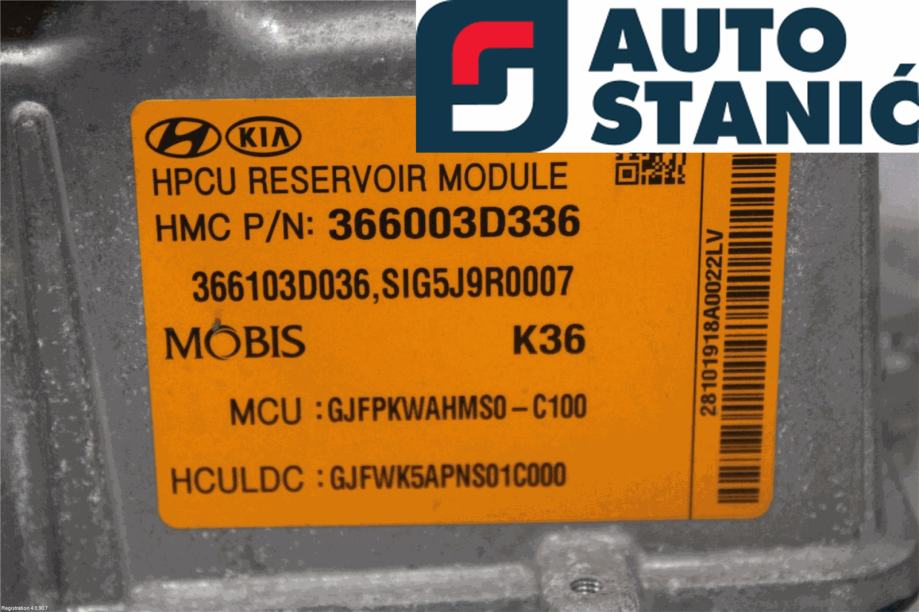 AUTO
STANIĆ
KIA
HPCU RESERVOIR MODULE
HMC P/N: 366003D336
366103D036,SIG5J9R0007
MOBIS K36
MCU :GJFPKWAHMS0-C100
HCULDC :GJFWK5APNS01C000
28101918A0022LV